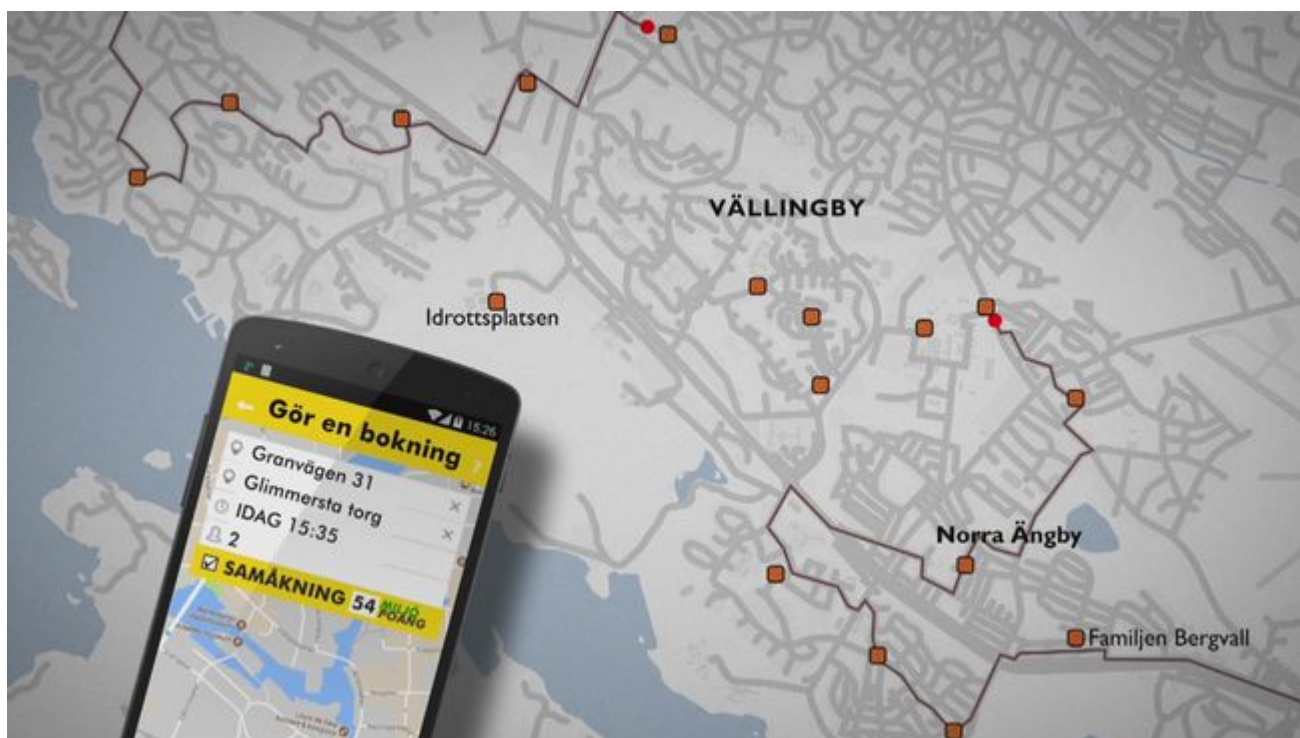 VÄLLINGBY
Idrottsplatsen
15:26
Gör en bokning
?
Granvägen 31
Glimmersta torg
IDAG 15:35
2
SAMÅKNING 54 MILJÖ
POÄNG
Norra Ängby
Familjen Bergvall